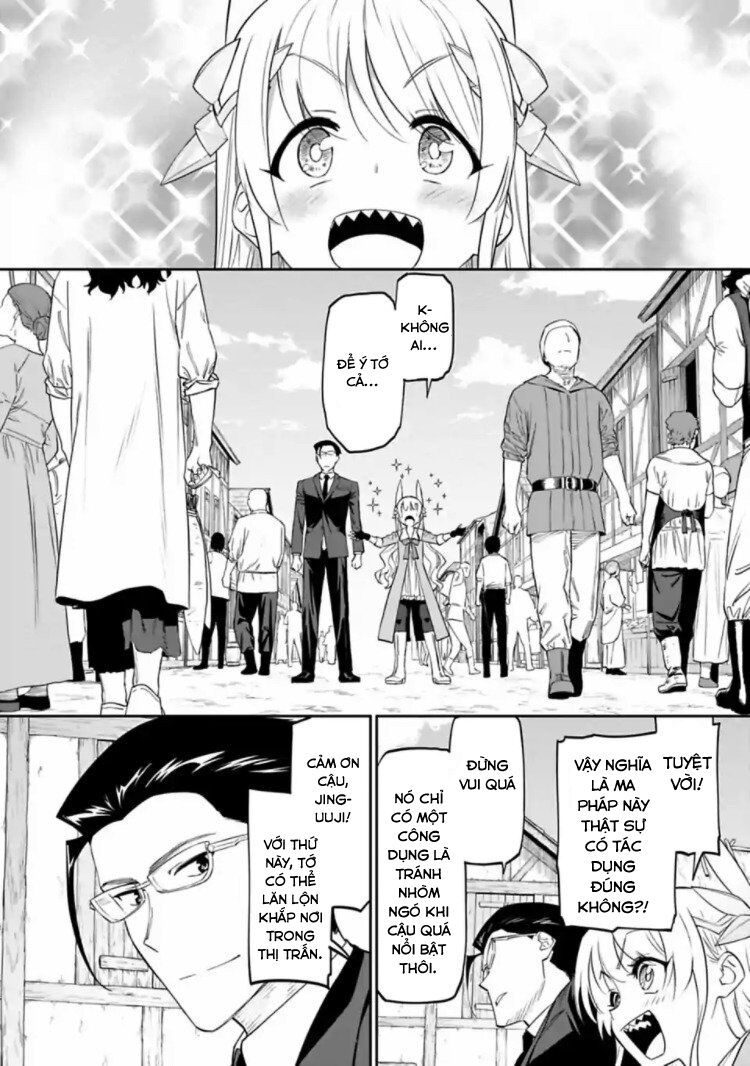 K-
KHÔNG
AI...
ĐỂ Ý TỚ
CẢ...
TUYỆT
VỜI!
VẬY NGHĨA
LÀ MA
PHÁP NÀY
THẬT SỰ
CÓ TÁC
DỤNG
ĐÚNG
KHÔNG?!
ĐỪNG
VUI QUÁ
NÓ CHỈ
CÓ MỘT
CÔNG
DỤNG LÀ
TRÁNH
NHÒM
NGÓ KHI
CẬU QUÁ
NỔI BẬT
THÔI.
CẢM ƠN
CẬU,
JING-
UUJI!
VỚI THỨ
NÀY, TỚ
CÓ THỂ
LĂN LỘN
KHẮP NƠI
TRONG
THỊ TRẤN.